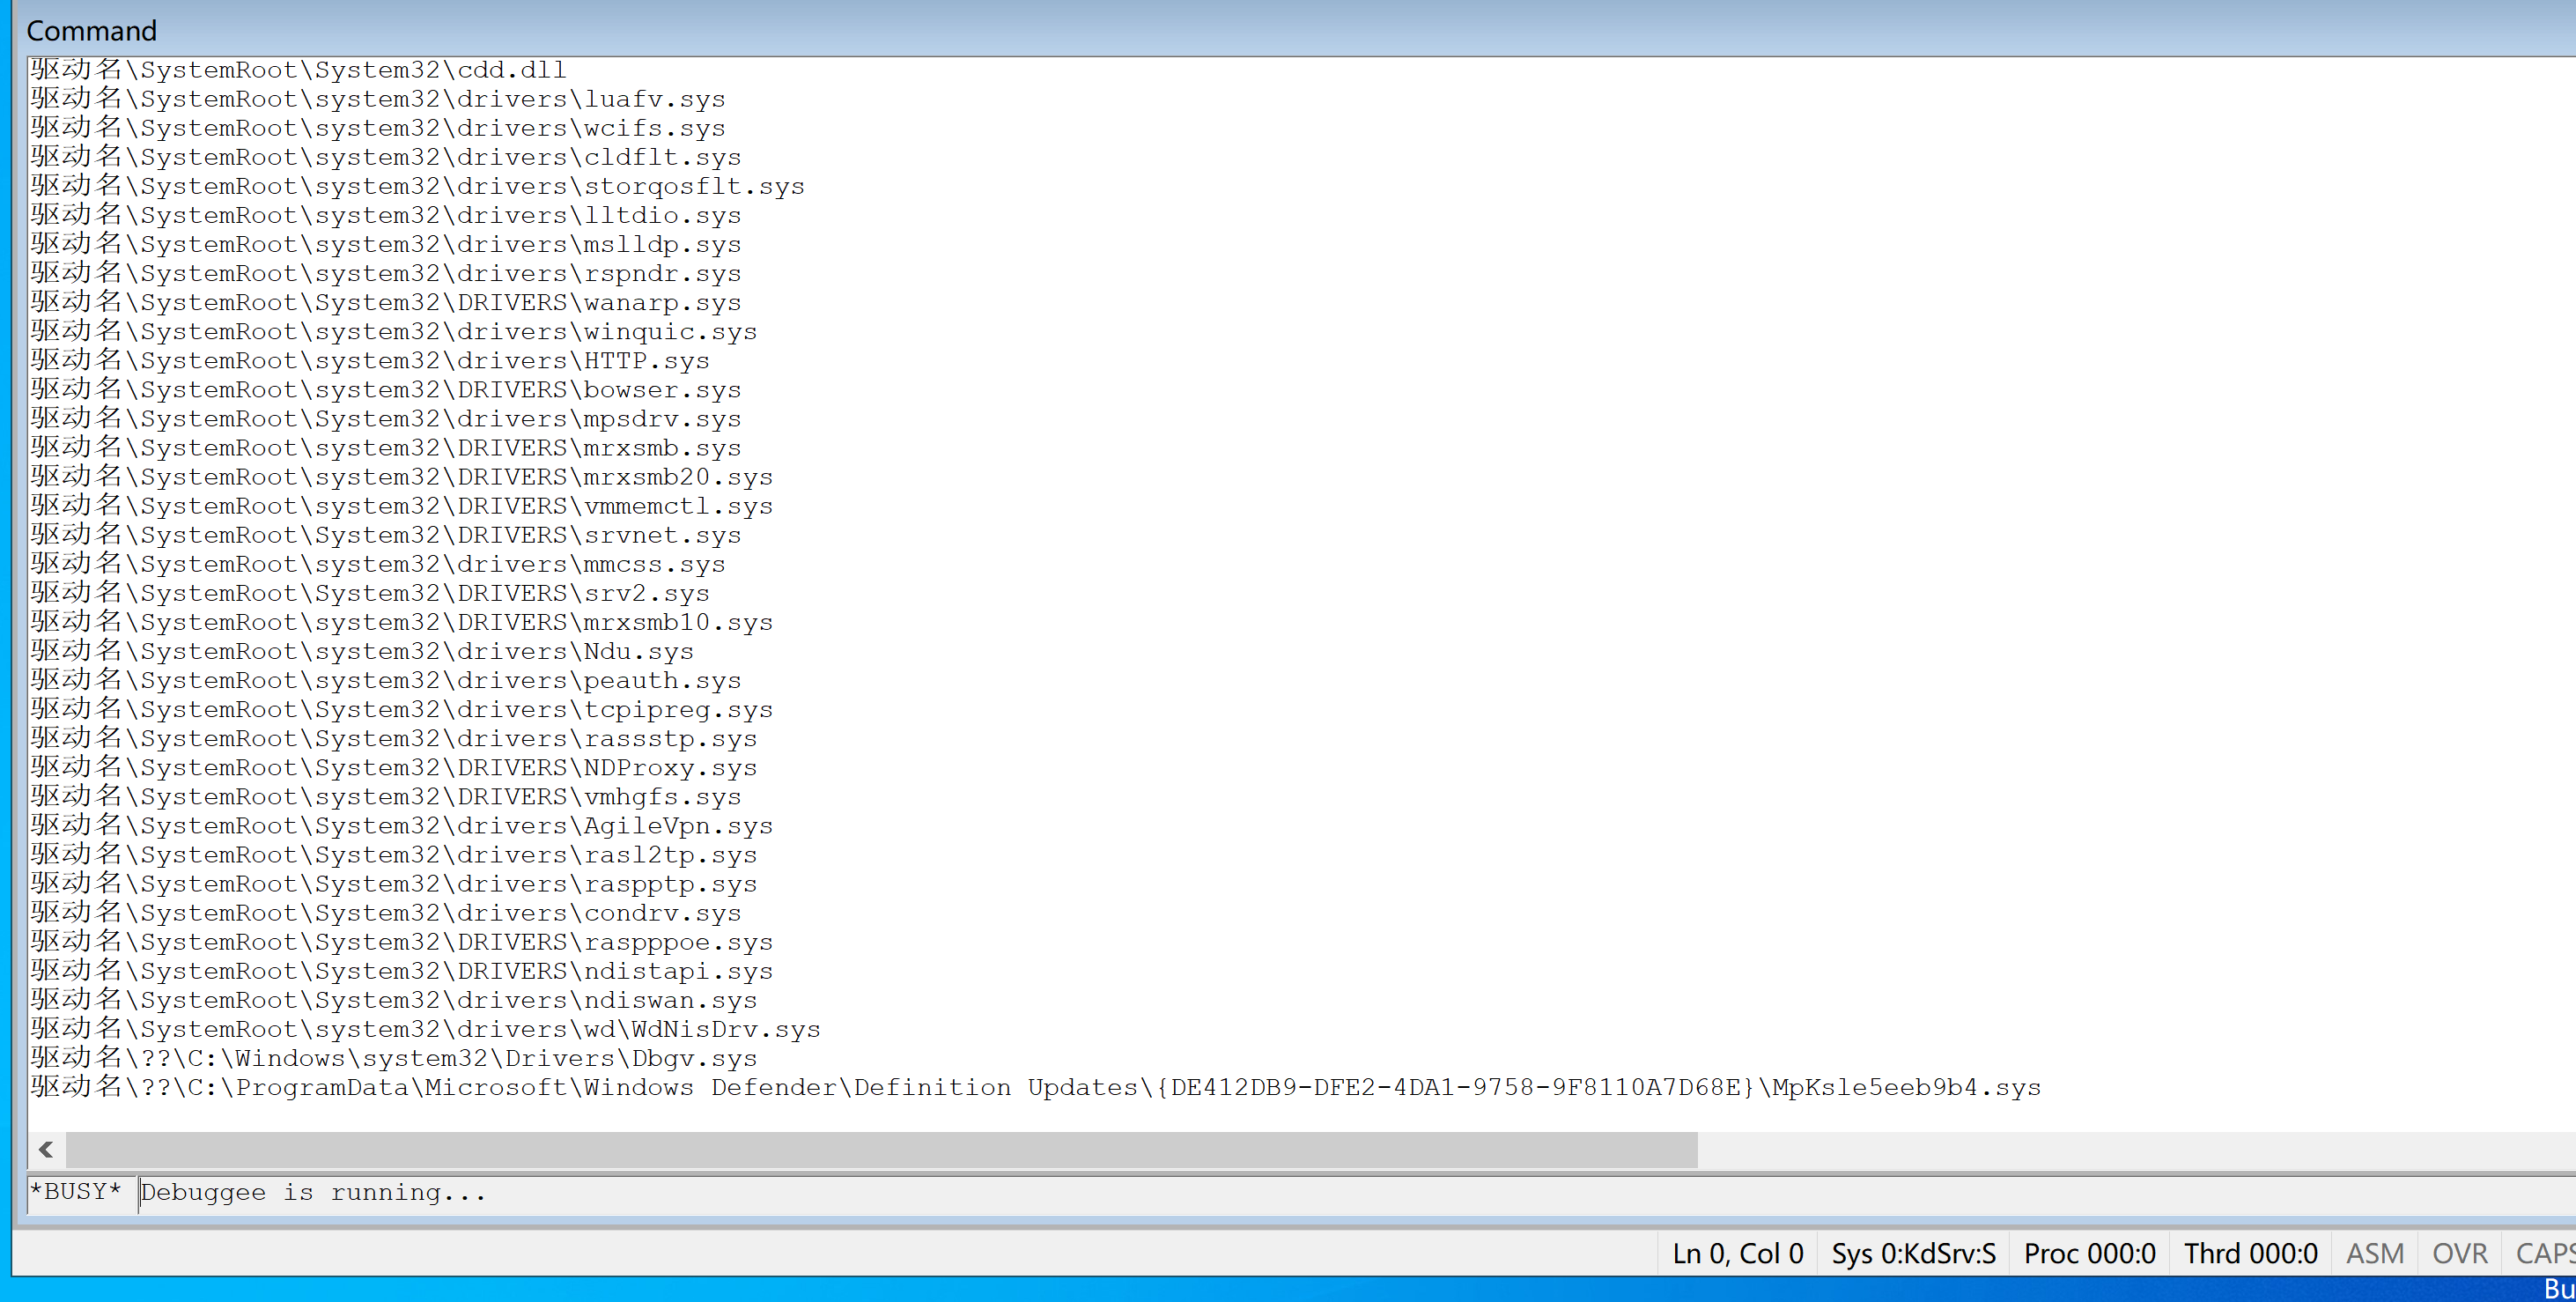 Command
驱动名\SystemRoot\System32\cdd.dll
驱动名\SystemRoot\system32\drivers\luafv.sys
驱动名\SystemRoot\system32\drivers\wcifs.sys
驱动名\SystemRoot\system32\drivers\cldflt.sys
驱动名\SystemRoot\system32\drivers\storqosflt.sys
驱动名\SystemRoot\system32\drivers\lltdio.sys
驱动名\SystemRoot\system32\drivers\mslldp.sys
驱动名\SystemRoot\system32\drivers\rspndr.sys
驱动名\SystemRoot\System32\DRIVERS\wanarp.sys
驱动名\SystemRoot\system32\drivers\winquic.sys
驱动名\SystemRoot\system32\drivers\HTTP.sys
驱动名\SystemRoot\system32\DRIVERS\bowser.sys
驱动名\SystemRoot\System32\drivers\mpsdrv.sys
驱动名\SystemRoot\system32\DRIVERS\mrxsmb.sys
驱动名\SystemRoot\system32\DRIVERS\mrxsmb20.sys
驱动名\SystemRoot\system32\DRIVERS\vmmemctl.sys
驱动名\SystemRoot\System32\DRIVERS\srvnet.sys
驱动名\SystemRoot\system32\drivers\mmcss.sys
驱动名\SystemRoot\System32\DRIVERS\srv2.sys
驱动名\SystemRoot\system32\DRIVERS\mrxsmb10.sys
驱动名\SystemRoot\system32\drivers\Ndu.sys
驱动名\SystemRoot\system32\drivers\peauth.sys
驱动名\SystemRoot\System32\drivers\tcpipreg.sys
驱动名\SystemRoot\System32\drivers\rassstp.sys
驱动名\SystemRoot\System32\DRIVERS\NDProxy.sys
驱动名\SystemRoot\system32\DRIVERS\vmhgfs.sys
驱动名\SystemRoot\System32\drivers\AgileVpn.sys
驱动名\SystemRoot\System32\drivers\rasl2tp.sys
驱动名\SystemRoot\System32\drivers\raspptp.sys
驱动名\SystemRoot\System32\drivers\condrv.sys
驱动名\SystemRoot\System32\DRIVERS\raspppoe.sys
驱动名\SystemRoot\System32\DRIVERS\ndistapi.sys
驱动名\SystemRoot\System32\drivers\ndiswan.sys
驱动名\SystemRoot\system32\drivers\wd\WdNisDrv.sys
驱动名\??\C:\Windows\system32\Drivers\Dbgv.sys
驱动名\??\C:\ProgramData\Microsoft\Windows Defender\Definition Updates\{DE412DB9-DFE2-4DA1-9758-9F8110A7D68E}\MpKsle5eeb9b4.sys
*BUSY* Debuggee is running...
Ln 0, Col 0 Sys 0:KdSrv:S Proc 000:0 Thrd 000:0 ASM OVR CAPS
Bu